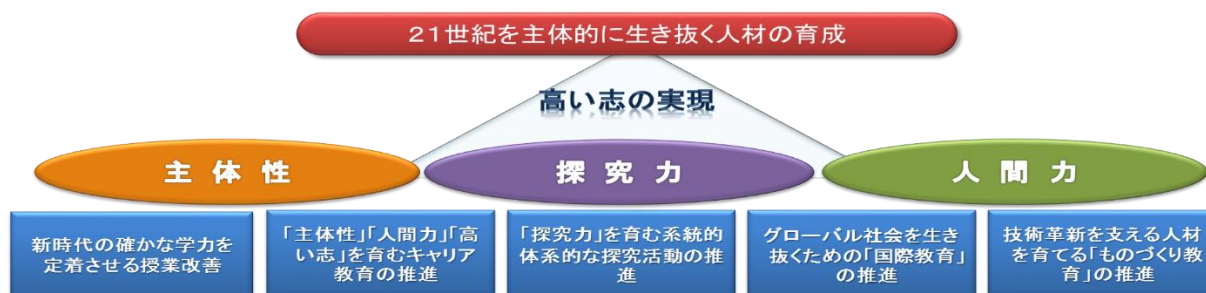 21世紀を主体的に生き抜く人材の育成
高い志の実現
主体性
探究力
人間力
新時代の確かな学力を
定着させる授業改善
「主体性」「人間力」「高
い志」を育むキャリア
教育の推進
「探究力」を育む系統的
体系的な探究活動の推
進
グローバル社会を生き
抜くための「国際教育」
の推進
技術革新を支える人材
を育てる「ものづくり教
育」の推進